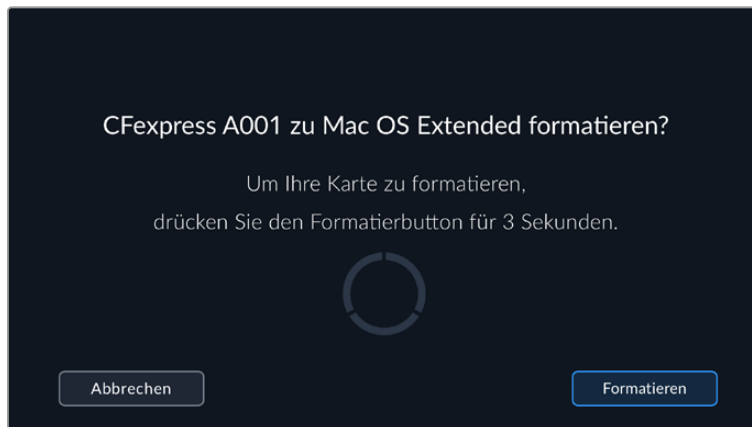 CFexpress A001 zu Mac OS Extended formatieren?
Um Ihre Karte zu formatieren,
drücken Sie den Formatierbutton für 3 Sekunden.
Abbrechen
Formatieren